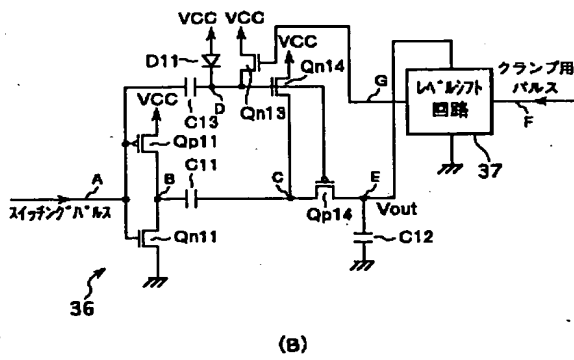 VCC VCC
D11
VCC
Qn14
G
クランプ用
パルス
レベルシフト
回路
D
Qn13
F
C13
VCC
37
Qp11
C11
A
B
C
E
スイッチングパルス
Qp14
Vout
Qn11
C12
36
(B)